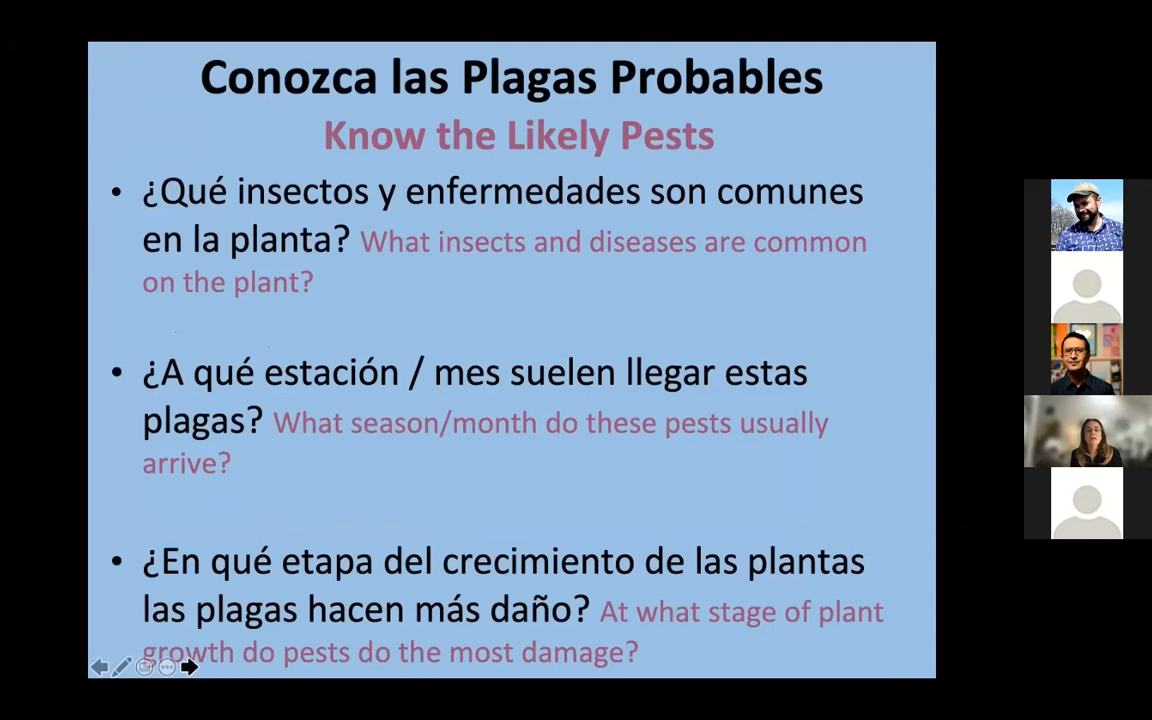 Conozca las Plagas Probables
Know the Likely Pests
• ¿Qué insectos y enfermedades son comunes
en la planta? What insects and diseases are common
on the plant?
• ¿A qué estación / mes suelen llegar estas
plagas? What season/month do these pests usually
arrive?
• ¿En qué etapa del crecimiento de las plantas
las plagas hacen más daño? At what stage of plant
growth do pests do the most damage?